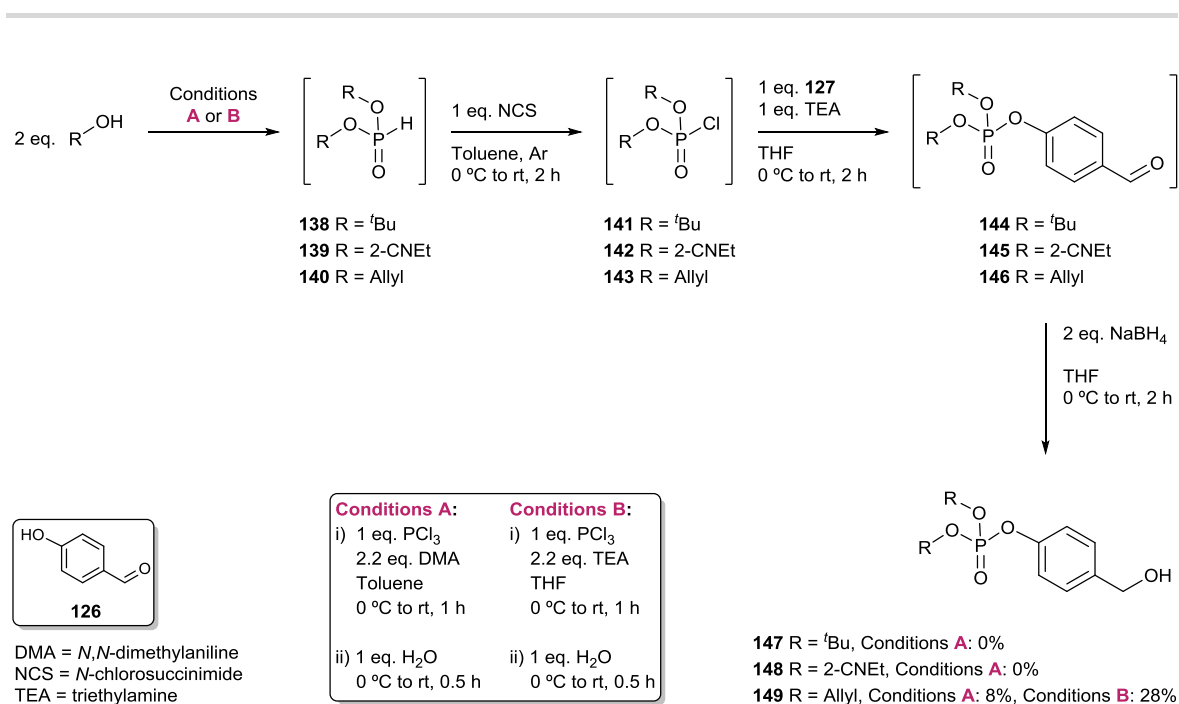 2 eq.
R
OH
Conditions
A or B
R
O
O
R
P
H
O
138 R = ᵗBu
139 R = 2-CNEt
140 R = Allyl
1 eq. NCS
Toluene, Ar
0 ºC to rt, 2 h
R
O
O
R
P
Cl
O
141 R = ᵗBu
142 R = 2-CNEt
143 R = Allyl
1 eq. 127
1 eq. TEA
THF
0 ºC to rt, 2 h
R
O
O
R
P
O
O
O
144 R = ᵗBu
145 R = 2-CNEt
146 R = Allyl
2 eq. NaBH₄
THF
0 ºC to rt, 2 h
HO
O
126
DMA = N,N-dimethylaniline
NCS = N-chlorosuccinimide
TEA = triethylamine
Conditions A:
i) 1 eq. PCl₃
2.2 eq. DMA
Toluene
0 ºC to rt, 1 h
ii) 1 eq. H₂O
0 ºC to rt, 0.5 h
Conditions B:
i) 1 eq. PCl₃
2.2 eq. TEA
THF
0 ºC to rt, 1 h
ii) 1 eq. H₂O
0 ºC to rt, 0.5 h
R
O
O
R
P
O
O
OH
147 R = ᵗBu, Conditions A: 0%
148 R = 2-CNEt, Conditions A: 0%
149 R = Allyl, Conditions A: 8%, Conditions B: 28%